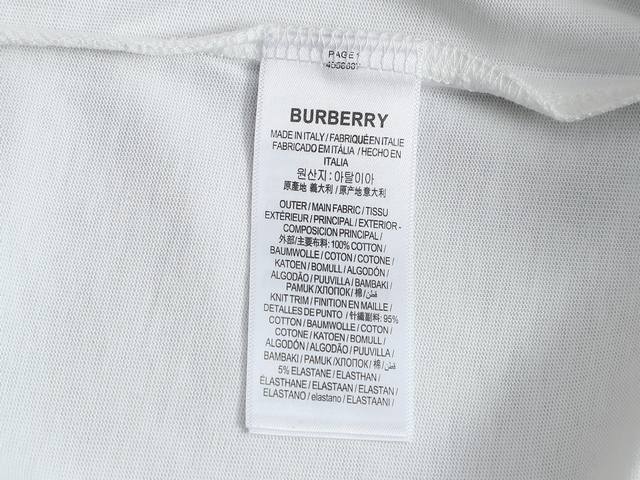 PAGE 1
BURBERRY
MADE IN ITALY / FABRIQUÉ EN ITALIE
FABRICADO EM ITÁLIA / HECHO EN
ITALIA
원산지: 아탈이아
原產地 義大利 / 原产地意大利
OUTER / MAIN FABRIC / TISSU
EXTÉRIEUR / PRINCIPAL / EXTERIOR -
COMPOSICION PRINCIPAL /
外部/主要布料: 100% COTTON /
BAUMWOLLE / COTON / COTONE /
KATOEN / BOMULL / ALGODÓN /
ALGODÃO / PUUVILLA / BAMBAKI /
PAMUK / ХЛОПОК / 棉 / قطن
KNIT TRIM / FINITION EN MAILLE /
DETALLES DE PUNTO / 针織副料: 95%
COTTON / BAUMWOLLE / COTON /
COTONE / KATOEN / BOMULL /
ALGODÓN / ALGODÃO / PUUVILLA /
BAMBAKI / PAMUK /ХЛОПОК / 棉 / قطن
5% ELASTANE / ELASTHAN /
ÉLASTHANE / ELASTAAN / ELASTAN /
ELASTANO / elastano / ELASTAANI /